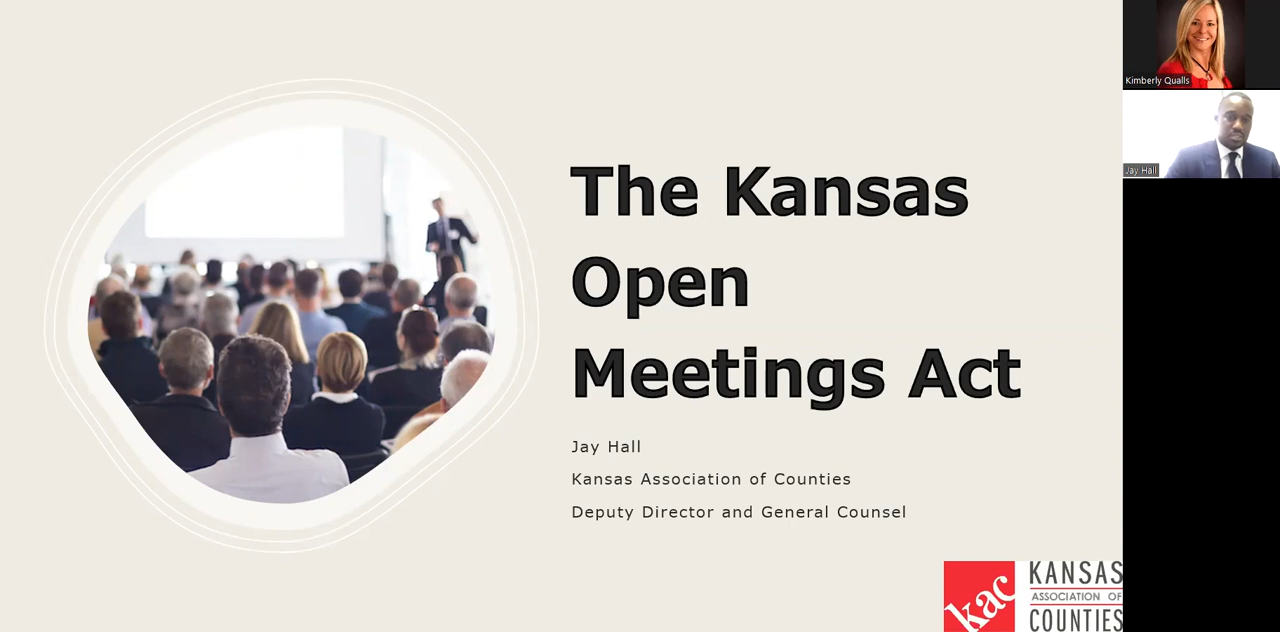 The Kansas
Open
Meetings Act
Jay Hall
Kansas Association of Counties
Deputy Director and General Counsel
kac
KANSAS
ASSOCIATION OF
COUNTIES
Kimberly Qualls
Jay Hall